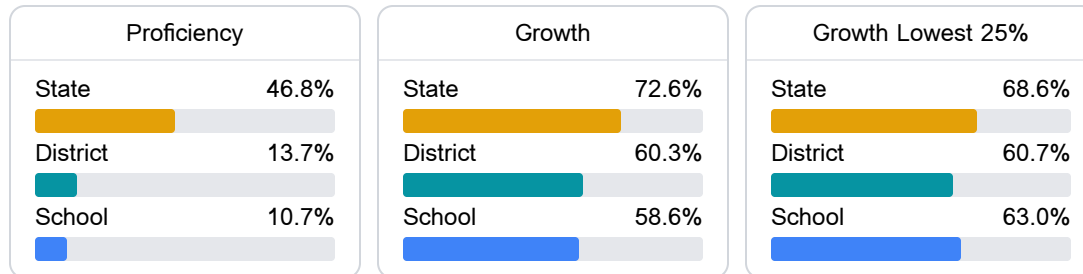 Proficiency
State 46.8%
District 13.7%
School 10.7%
Growth
State 72.6%
District 60.3%
School 58.6%
Growth Lowest 25%
State 68.6%
District 60.7%
School 63.0%